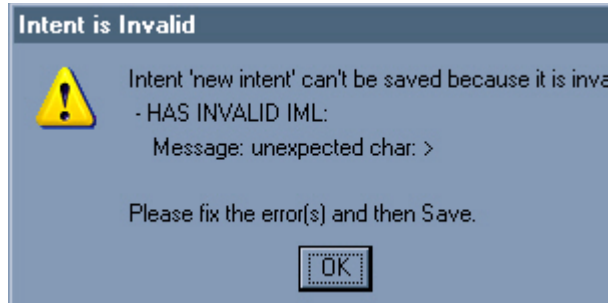 Intent is Invalid
Intent 'new intent' can't be saved because it is
- HAS INVALID IML:
Message: unexpected char: >
Please fix the error(s) and then Save.
OK